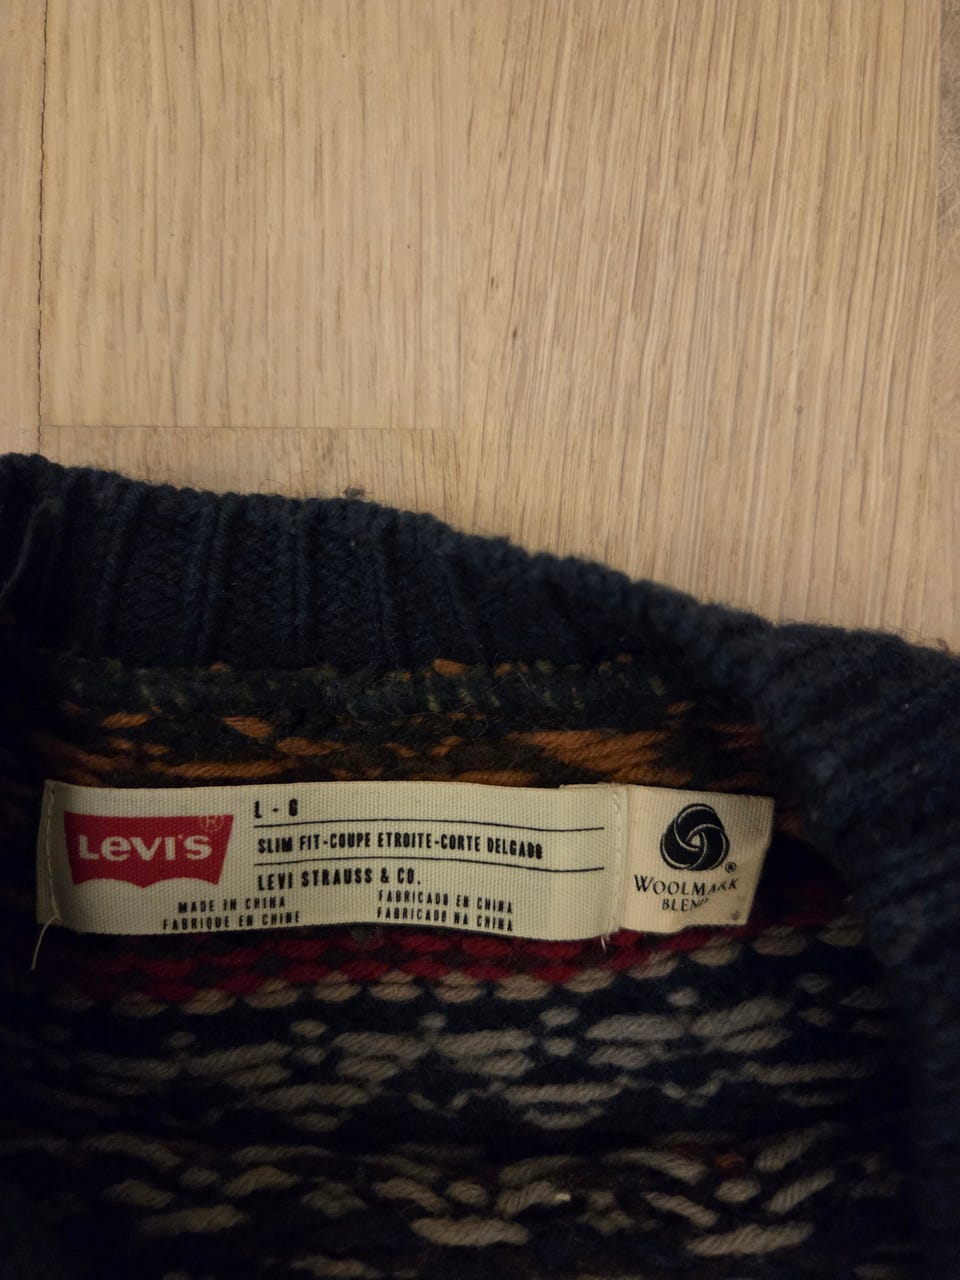 LEVI'S®
L - G
SLIM FIT-COUPE ETROITE-CORTE DELGADO
LEVI STRAUSS & CO.
MADE IN CHINA
FABRIQUE EN CHINE
FABRICADO EN CHINA
FABRICADO NA CHINA
®
WOOLMARK
BLEND